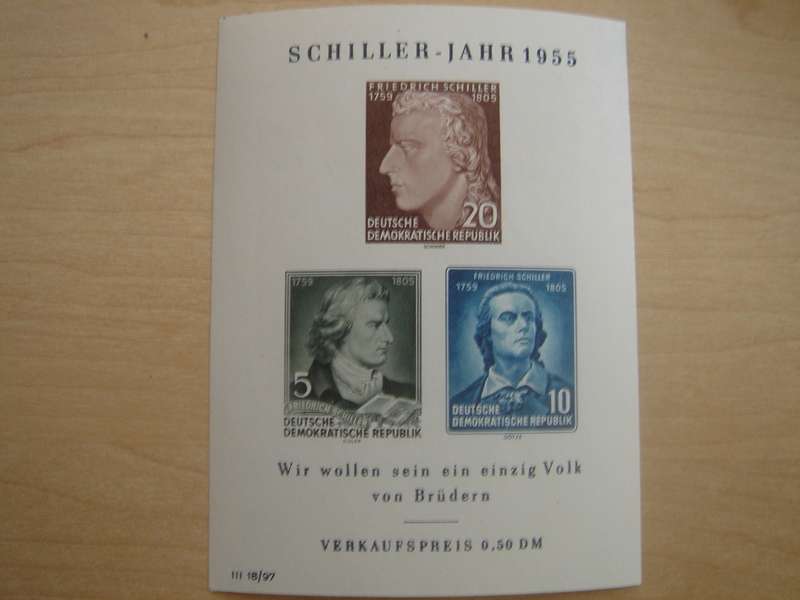 SCHILLER-JAHR 1955
FRIEDRICH SCHILLER
1759 1805
20
DEUTSCHE
DEMOKRATISCHE REPUBLIK
1759 1805
5
FRIEDRICH SCHILLER
DEUTSCHE
DEMOKRATISCHE REPUBLIK
FRIEDRICH SCHILLER
1759 1805
10
DEUTSCHE
DEMOKRATISCHE REPUBLIK
Wir wollen sein ein einzig Volk
von Brüdern
VERKAUFSPREIS 0,50 DM
III 18/97